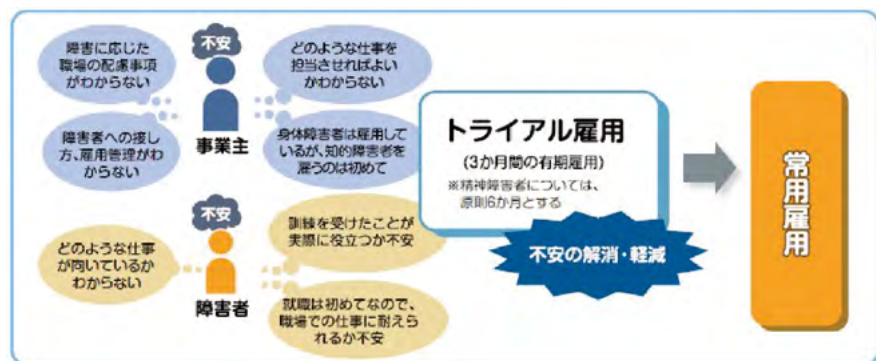 不安
障害に応じた
職場の配慮事項
がわからない
どのような仕事を
担当させればよい
かわからない
障害者への接し
方、雇用管理がわ
からない
事業主
身体障害者は雇用して
いるが、知的障害者を
雇うのは初めて
不安
どのような仕事
が向いているか
わからない
障害者
訓練を受けたことが
実際に役立つか不安
就職は初めてなので、
職場での仕事に耐えら
れるか不安
トライアル雇用
(3か月間の有期雇用)
※精神障害者については、
原則6か月とする
不安の解消・軽減
常用雇用